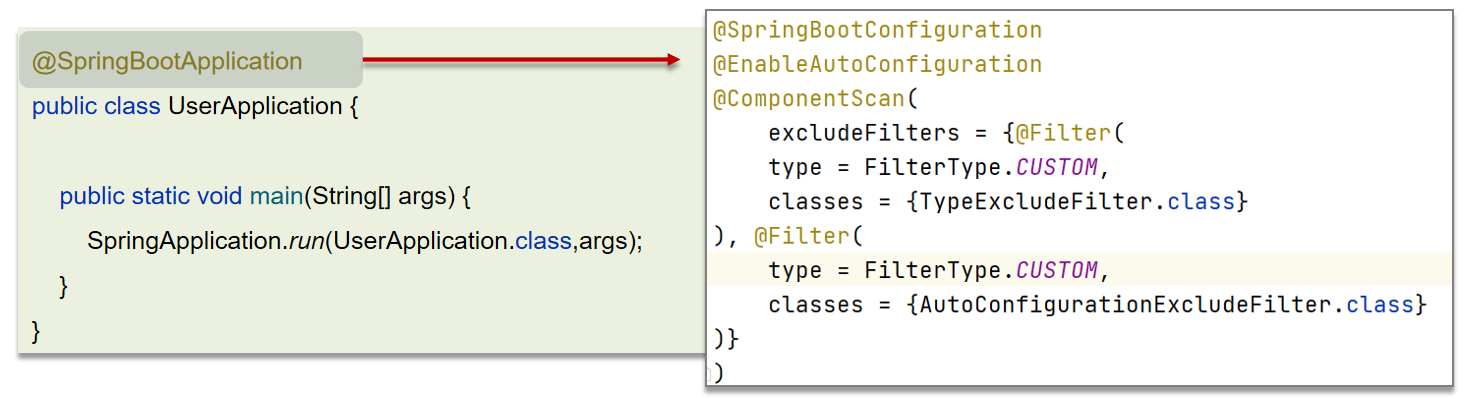 @SpringBootApplication
public class UserApplication {
public static void main(String[] args) {
SpringApplication.run(UserApplication.class,args);
}
}
@SpringBootConfiguration
@EnableAutoConfiguration
@ComponentScan(
excludeFilters = {@Filter(
type = FilterType.CUSTOM,
classes = {TypeExcludeFilter.class}
), @Filter(
type = FilterType.CUSTOM,
classes = {AutoConfigurationExcludeFilter.class}
)}
)